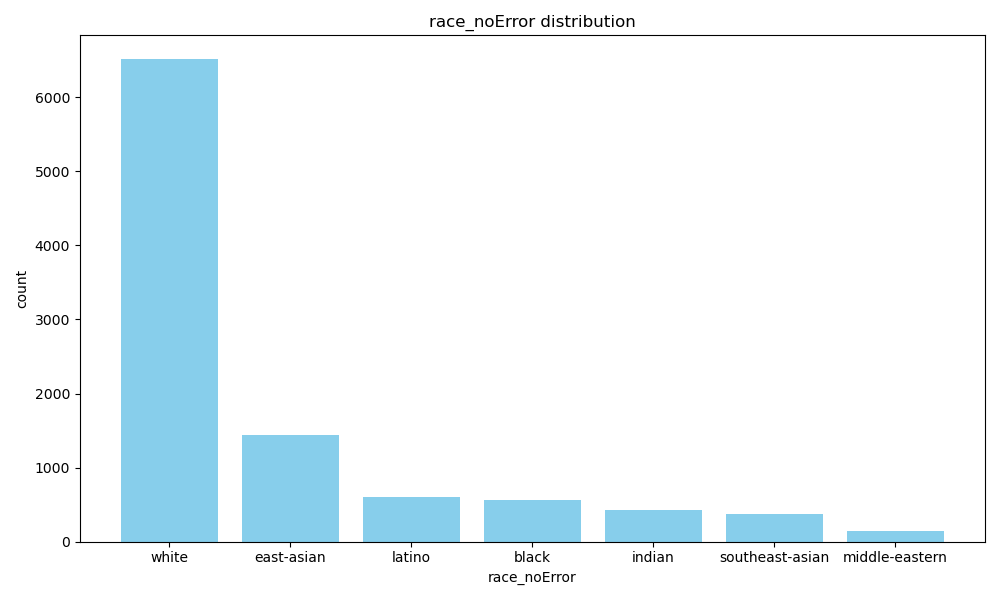 race_noError distribution
count
6000
5000
4000
3000
2000
1000
0
white east-asian latino black indian southeast-asian middle-eastern
race_noError